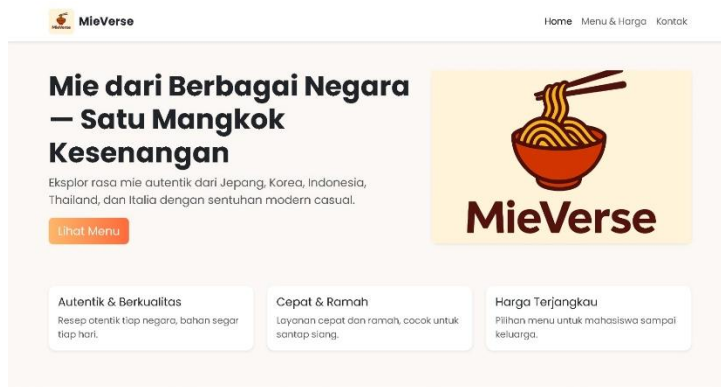 MieVerse
MieVerse
Home Menu & Harga Kontak
Mie dari Berbagai Negara
— Satu Mangkok
Kesenangan
Eksplor rasa mie autentik dari Jepang, Korea, Indonesia,
Thailand, dan Italia dengan sentuhan modern casual.
Lihat Menu
MieVerse
Autentik & Berkualitas
Resep otentik tiap negara, bahan segar
tiap hari.
Cepat & Ramah
Layanan cepat dan ramah, cocok untuk
santap siang.
Harga Terjangkau
Pilihan menu untuk mahasiswa sampai
keluarga.